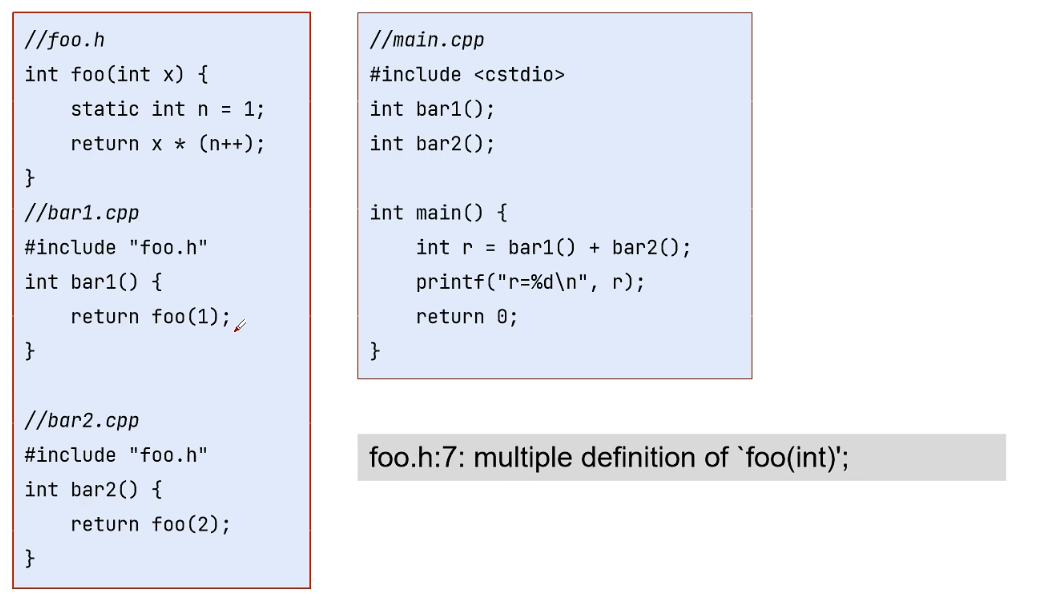 //foo.h
int foo(int x) {
    static int n = 1;
    return x * (n++);
}
//bar1.cpp
#include "foo.h"
int bar1() {
    return foo(1);
}

//bar2.cpp
#include "foo.h"
int bar2() {
    return foo(2);
}
//main.cpp
#include <cstdio>
int bar1();
int bar2();

int main() {
    int r = bar1() + bar2();
    printf("r=%d\n", r);
    return 0;
}
foo.h:7: multiple definition of `foo(int)';